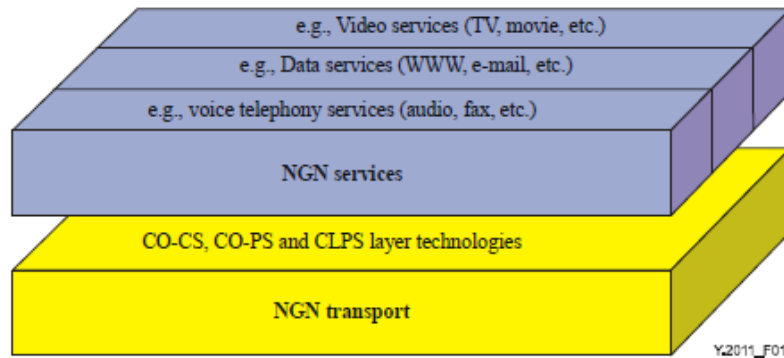 e.g., Video services (TV, movie, etc.)
e.g., Data services (WWW, e-mail, etc.)
e.g., voice telephony services (audio, fax, etc.)
NGN services
CO-CS, CO-PS and CLPS layer technologies
NGN transport
Y.2011_F01